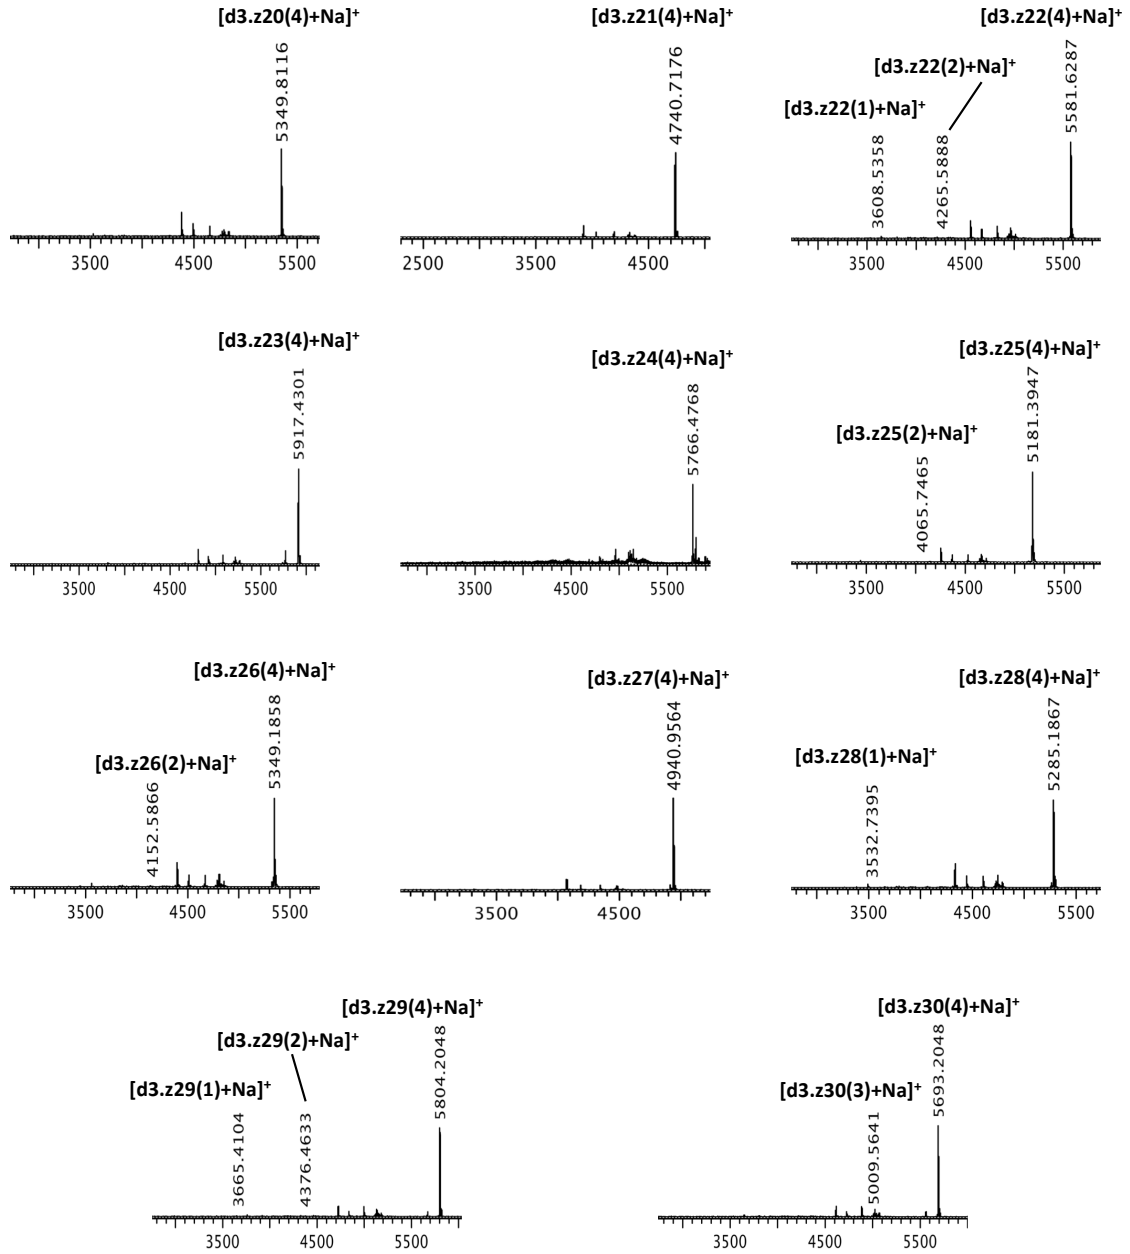 [d3.z20(4)+Na]⁺
5349.8116
3500 4500 5500
[d3.z21(4)+Na]⁺
4740.7176
2500 3500 4500
[d3.z22(4)+Na]⁺
[d3.z22(2)+Na]⁺
[d3.z22(1)+Na]⁺
3608.5358
4265.5888
5581.6287
3500 4500 5500
[d3.z23(4)+Na]⁺
5917.4301
3500 4500 5500
[d3.z24(4)+Na]⁺
5766.4768
3500 4500 5500
[d3.z25(4)+Na]⁺
[d3.z25(2)+Na]⁺
4065.7465
5181.3947
3500 4500 5500
[d3.z26(4)+Na]⁺
[d3.z26(2)+Na]⁺
4152.5866
5349.1858
3500 4500 5500
[d3.z27(4)+Na]⁺
4940.9564
3500 4500
[d3.z28(4)+Na]⁺
[d3.z28(1)+Na]⁺
3532.7395
5285.1867
3500 4500 5500
[d3.z29(4)+Na]⁺
[d3.z29(2)+Na]⁺
[d3.z29(1)+Na]⁺
3665.4104
4376.4633
5804.2048
3500 4500 5500
[d3.z30(4)+Na]⁺
[d3.z30(3)+Na]⁺
5009.5641
5693.2048
3500 4500 5500